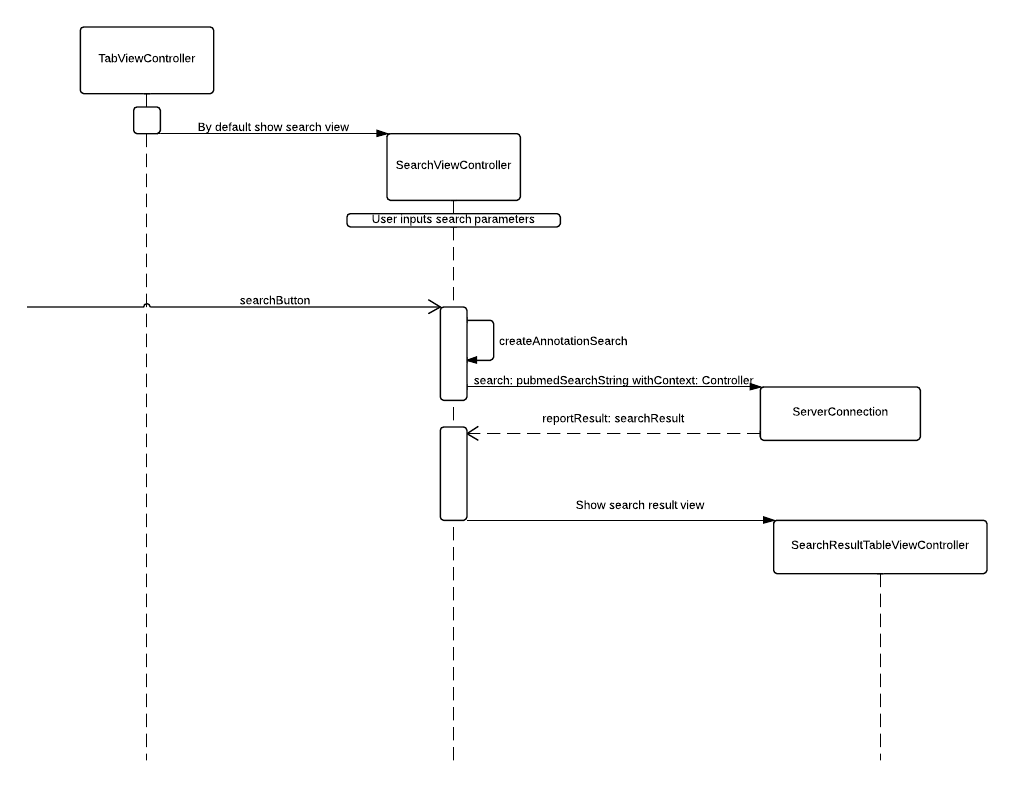 TabViewController
By default show search view
SearchViewController
User inputs search parameters
searchButton
createAnnotationSearch
search: pubmedSearchString withContext: Controller
ServerConnection
reportResult: searchResult
Show search result view
SearchResultTableViewController